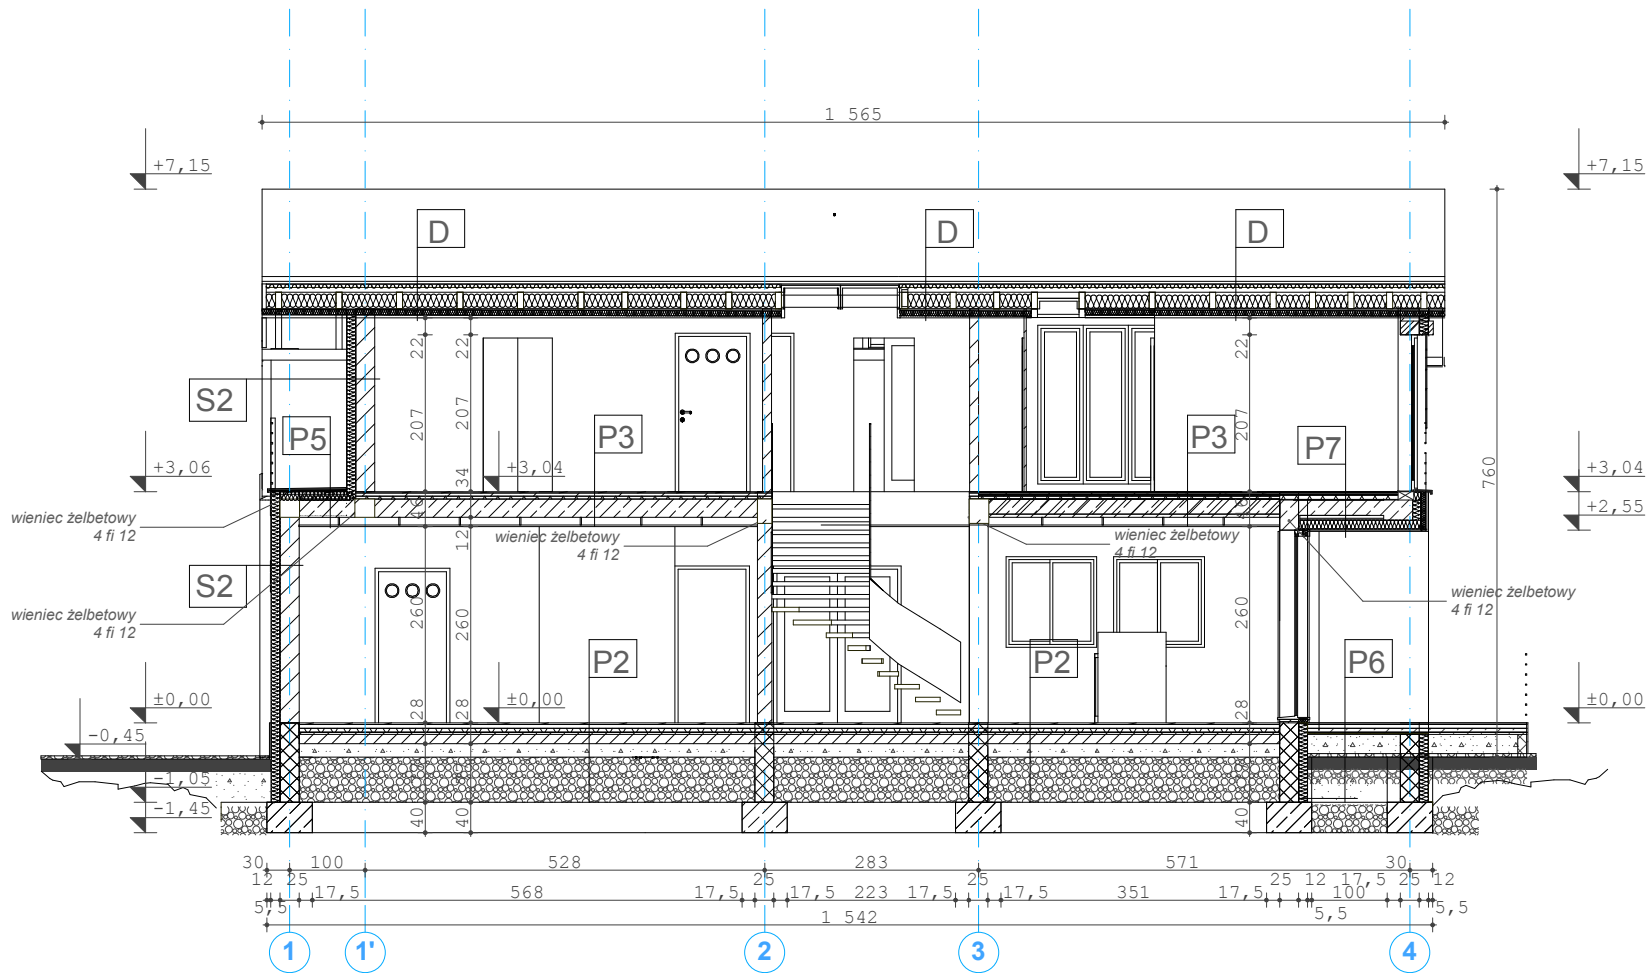 1 565
+7,15
+7,15
D
D
D
22
22
22
S2
207
207
207
P5
P3
P3
P7
760
+3,06
34
+3,04
+3,04
46
+2,55
wieniec żelbetowy
4 fi 12
12
wieniec żelbetowy
4 fi 12
wieniec żelbetowy
4 fi 12
S2
wieniec żelbetowy
4 fi 12
wieniec żelbetowy
4 fi 12
260
260
260
P2
P2
P6
±0,00
±0,00
±0,00
28
28
28
-0,45
-1,05
-1,45
40
40
40
30 100 528 283 571 30
12 25 25 25 25 12 17,5 25 12
17,5 568 17,5 17,5 223 17,5 17,5 351 17,5 100
5,5 5,5 5,5
1 542
1 1' 2 3 4